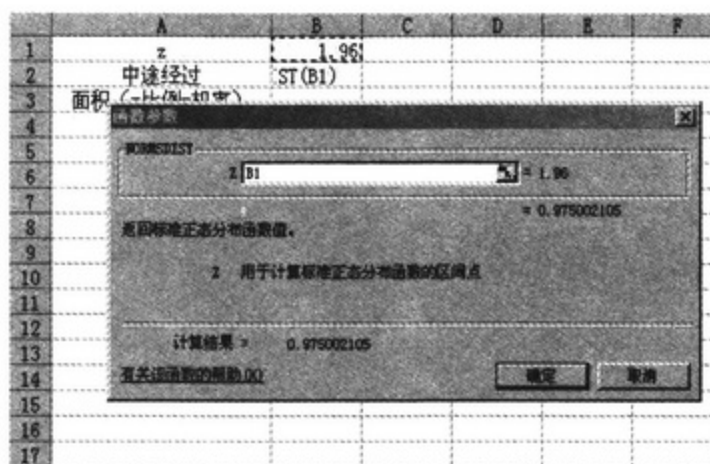 A B C D E F
1 z 1.96
2 中途经过 ST(B1)
3 面积
4 函数参数
5 NORMSDIST
6 Z B1 = 1.96
7 = 0.975002105
8 返回标准正态分布函数值。
9
10 Z 用于计算标准正态分布函数的区间点
11
12
13 计算结果 = 0.975002105
14 有关该函数的帮助(H) 确定 取消
15
16
17